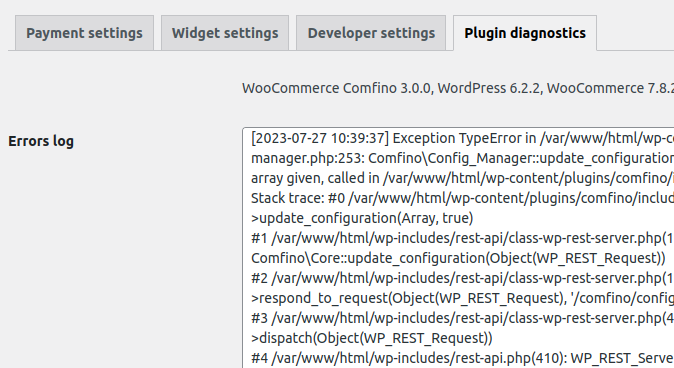 Payment settings
Widget settings
Developer settings
Plugin diagnostics
WooCommerce Comfino 3.0.0, WordPress 6.2.2, WooCommerce 7.8.2
Errors log
[2023-07-27 10:39:37] Exception TypeError in /var/www/html/wp-c
manager.php:253: Comfino\Config_Manager::update_configuration
array given, called in /var/www/html/wp-content/plugins/comfino/i
Stack trace: #0 /var/www/html/wp-content/plugins/comfino/includ
>update_configuration(Array, true)
#1 /var/www/html/wp-includes/rest-api/class-wp-rest-server.php(1
Comfino\Core::update_configuration(Object(WP_REST_Request))
#2 /var/www/html/wp-includes/rest-api/class-wp-rest-server.php(1
>respond_to_request(Object(WP_REST_Request), '/comfino/config
#3 /var/www/html/wp-includes/rest-api/class-wp-rest-server.php(4
>dispatch(Object(WP_REST_Request))
#4 /var/www/html/wp-includes/rest-api.php(410): WP_REST_Serve